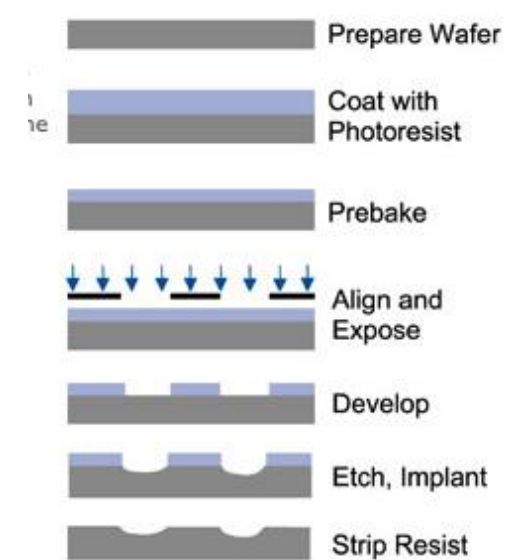 Prepare Wafer
Coat with
Photoresist
Prebake
Align and
Expose
Develop
Etch, Implant
Strip Resist